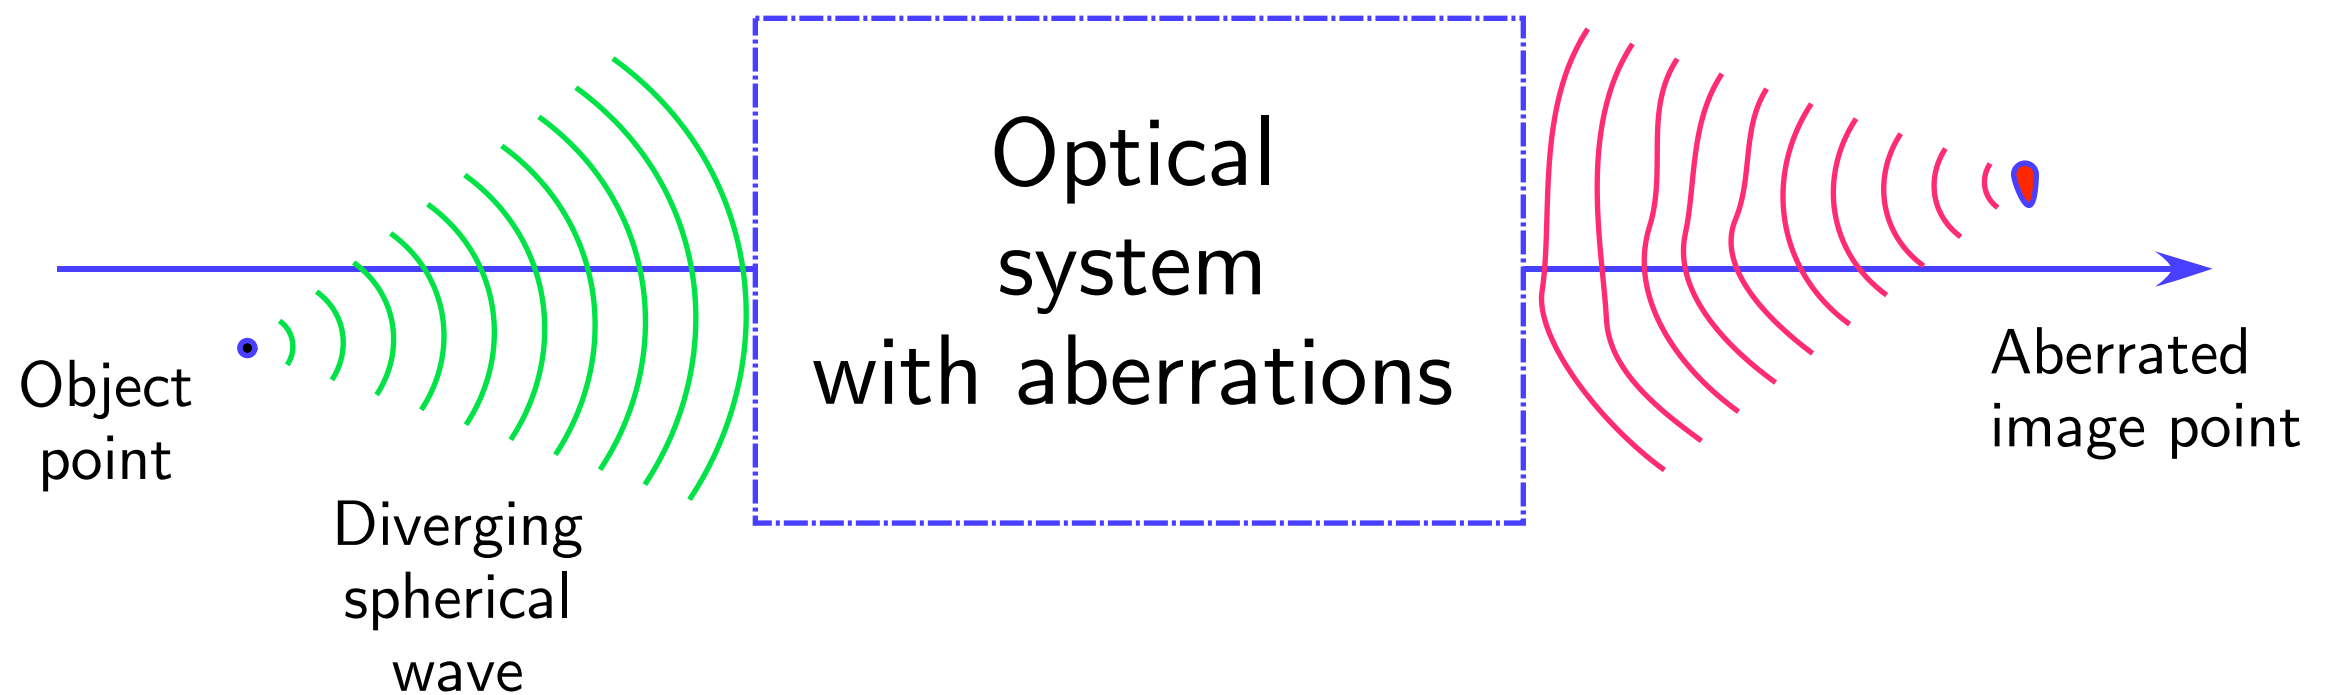 Object
point
Diverging
spherical
wave
Optical
system
with aberrations
Aberrated
image point